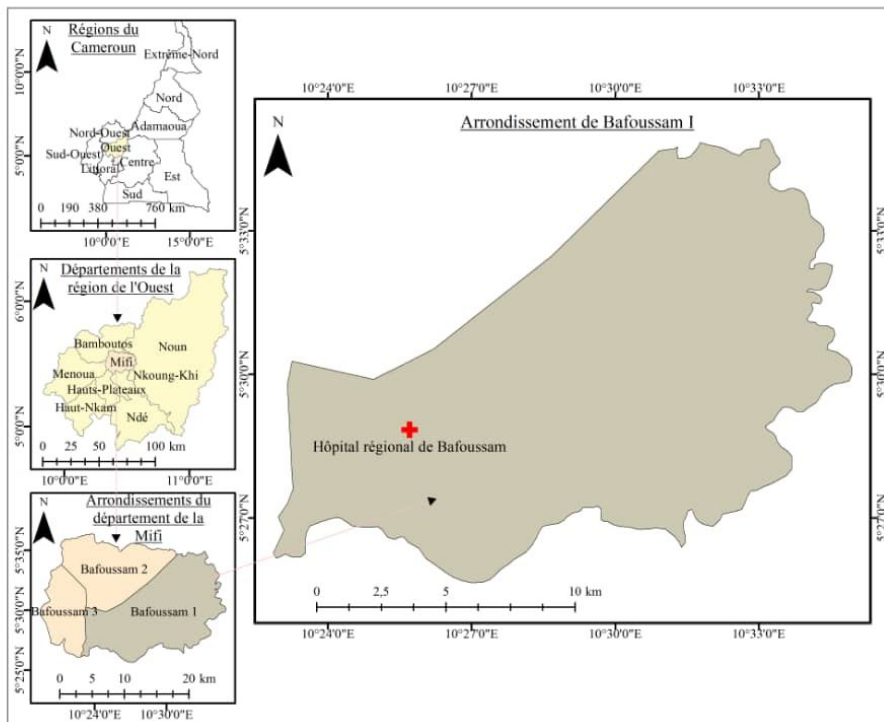 Régions du
Cameroun
N
10°0'0"N
5°0'0"N
Extrême-Nord
Nord
Adamaoua
Nord-Ouest
Ouest
Sud-Ouest
Centre
Littoral
Est
Sud
0 190 380 760 km
10°0'0"E 15°0'0"E
Départements de la
région de l'Ouest
N
6°0'0"N
5°0'0"N
Bamboutos
Noun
Mifi
Menoua
Nkoung-Khi
Hauts-Plateaux
Haut-Nkam
Ndé
0 25 50 100 km
10°0'0"E 11°0'0"E
Arrondissements du
département de la
Mifi
N
5°35'0"N
5°30'0"N
5°25'0"N
Bafoussam 2
Bafoussam 3
Bafoussam 1
0 5 10 20 km
10°24'0"E 10°30'0"E
10°24'0"E 10°27'0"E 10°30'0"E 10°33'0"E
N
Arrondissement de Bafoussam I
5°33'0"N
5°33'0"N
5°30'0"N
5°30'0"N
Hôpital régional de Bafoussam
5°27'0"N
5°27'0"N
0 2,5 5 10 km
10°24'0"E 10°27'0"E 10°30'0"E 10°33'0"E